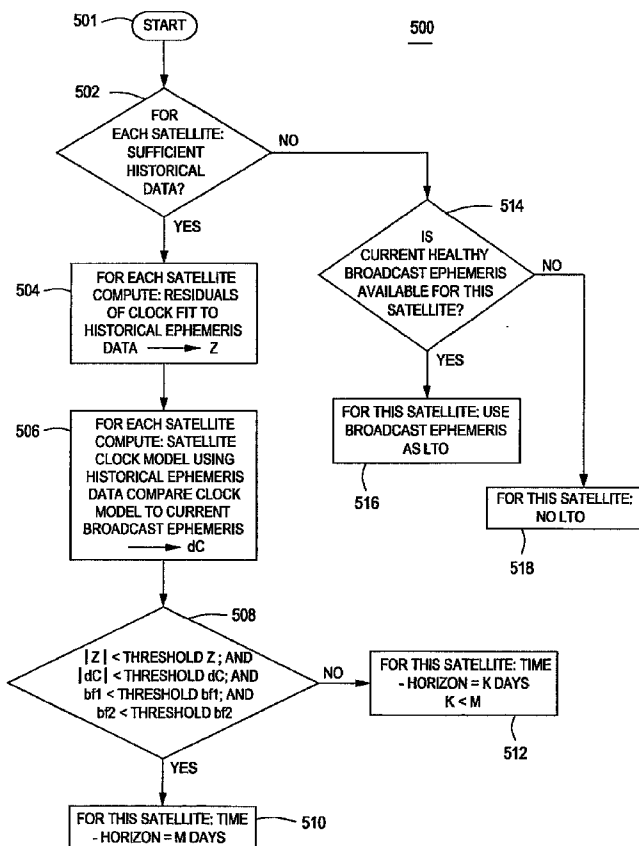 501
START
500
502
FOR
EACH SATELLITE:
SUFFICIENT
HISTORICAL
DATA?
NO
YES
514
IS
CURRENT HEALTHY
BROADCAST EPHEMERIS
AVAILABLE FOR THIS
SATELLITE?
NO
YES
504
FOR EACH SATELLITE
COMPUTE: RESIDUALS
OF CLOCK FIT TO
HISTORICAL EPHEMERIS
DATA → Z
FOR THIS SATELLITE: USE
BROADCAST EPHEMERIS
AS LTO
516
506
FOR EACH SATELLITE
COMPUTE: SATELLITE
CLOCK MODEL USING
HISTORICAL EPHEMERIS
DATA COMPARE CLOCK
MODEL TO CURRENT
BROADCAST EPHEMERIS
→ dC
FOR THIS SATELLITE:
NO LTO
518
508
|Z| < THRESHOLD Z ; AND
|dC| < THRESHOLD dC; AND
bf1 < THRESHOLD bf1; AND
bf2 < THRESHOLD bf2
NO
YES
FOR THIS SATELLITE: TIME
- HORIZON = K DAYS
K < M
512
FOR THIS SATELLITE: TIME
- HORIZON = M DAYS
510